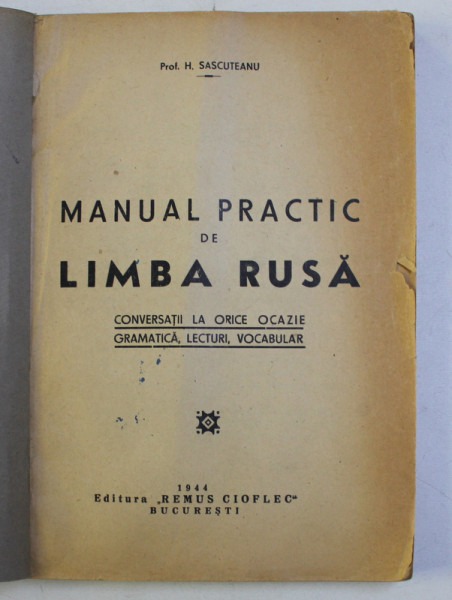 Prof. H. SASCUTEANU
MANUAL PRACTIC
DE
LIMBA RUSĂ
CONVERSAȚII LA ORICE OCAZIE
GRAMATICĂ, LECTURI, VOCABULAR
1944
Editura „REMUS CIOFLEC“
BUCUREȘTI